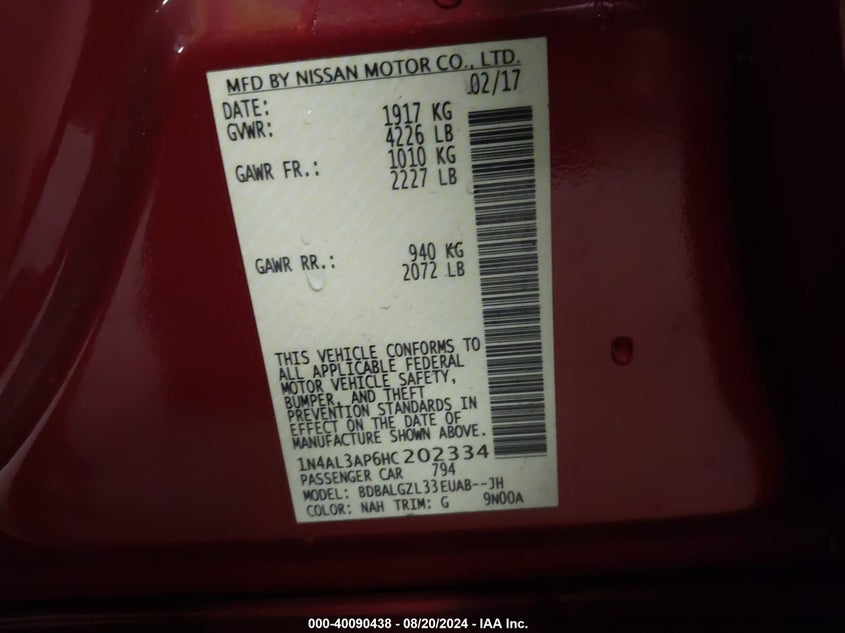 MFD BY NISSAN MOTOR CO., LTD.
DATE: 02/17
GVWR: 1917 KG
4226 LB
GAWR FR.: 1010 KG
2227 LB
GAWR RR.: 940 KG
2072 LB
THIS VEHICLE CONFORMS TO
ALL APPLICABLE FEDERAL
MOTOR VEHICLE SAFETY,
BUMPER, AND THEFT
PREVENTION STANDARDS IN
EFFECT ON THE DATE OF
MANUFACTURE SHOWN ABOVE.
1N4AL3AP6HC202334
PASSENGER CAR 794
MODEL: BDBALGZL33EUAB--JH
COLOR: NAH TRIM: G 9N00A
000-40090438 - 08/20/2024 - IAA Inc.